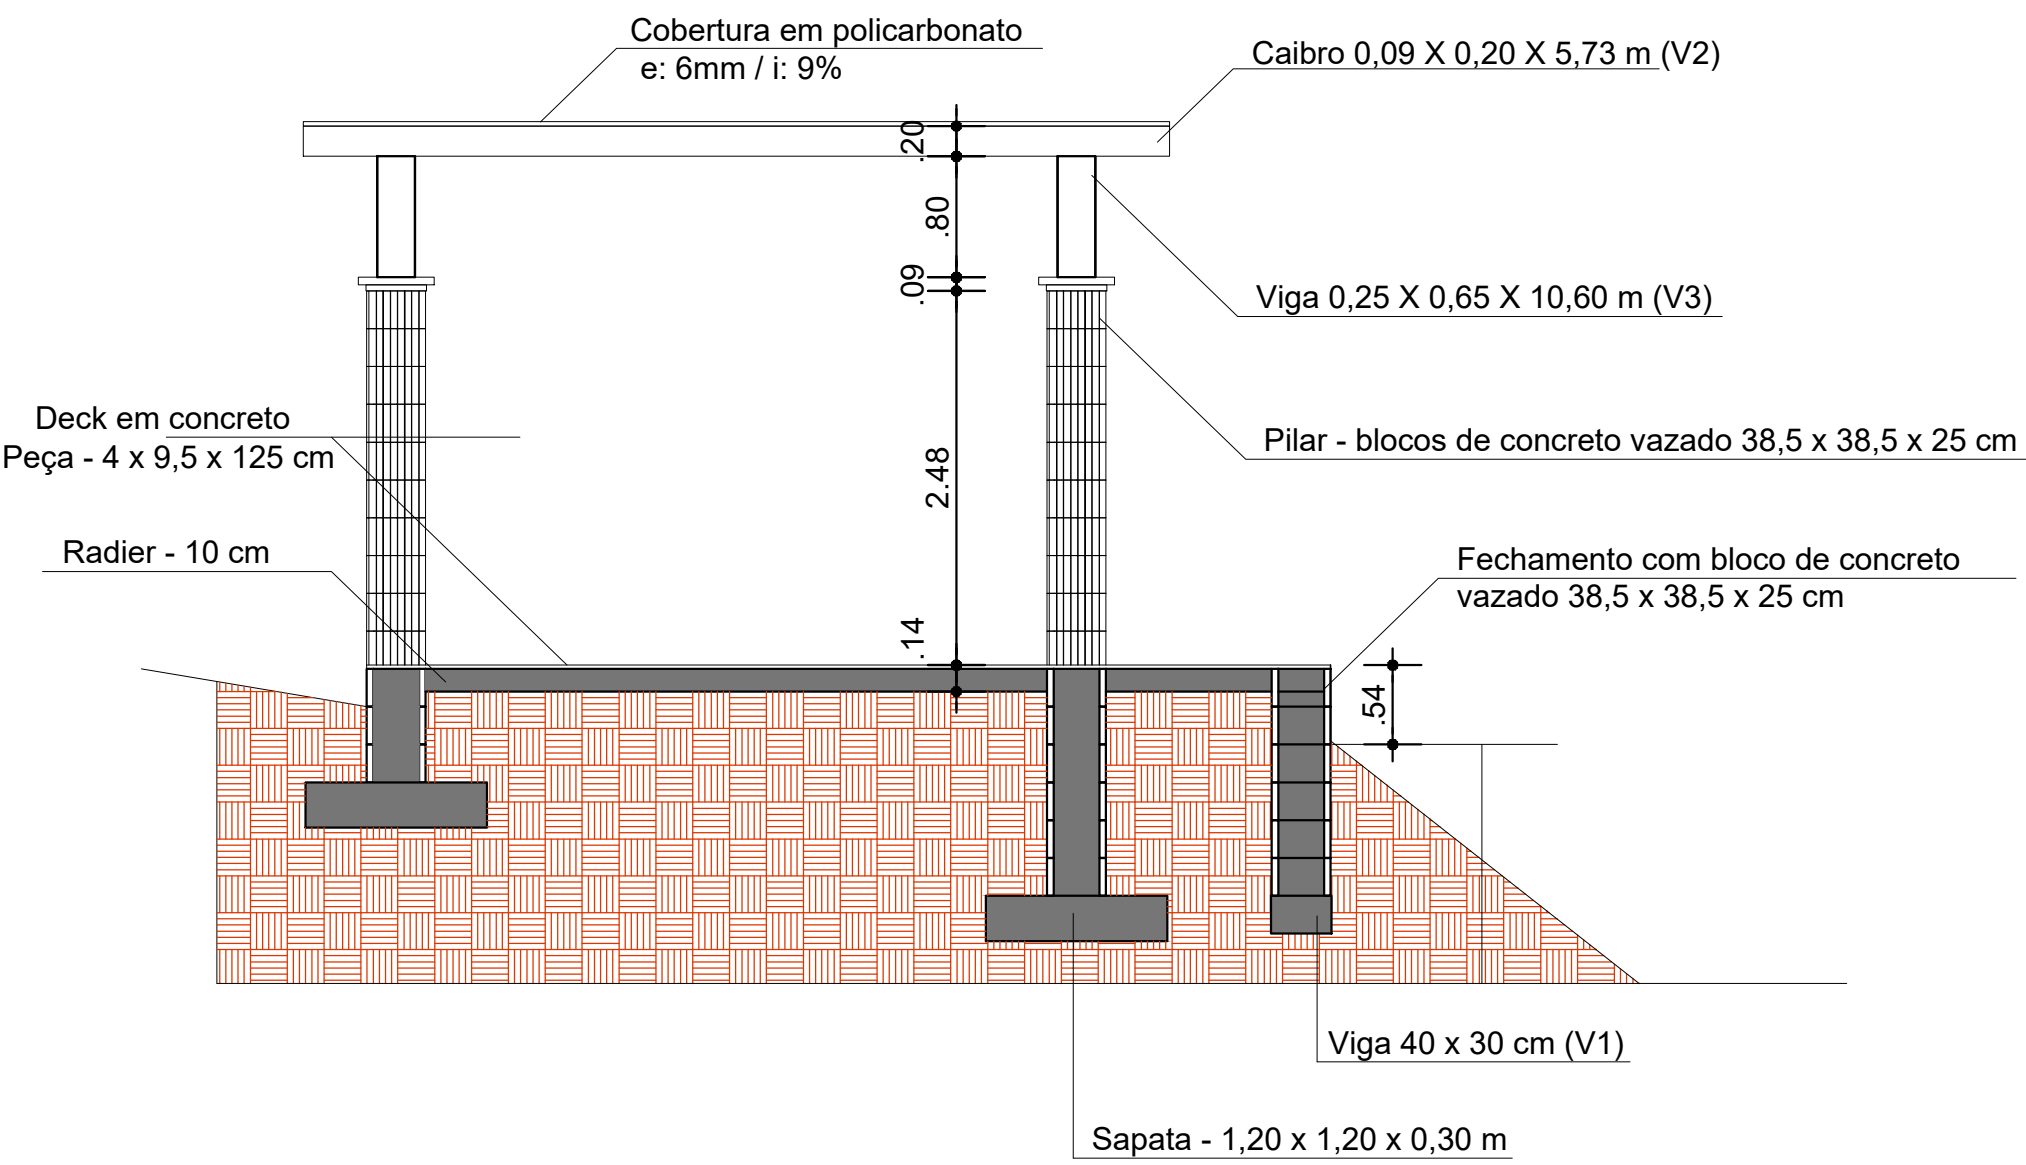 Cobertura em policarbonato
e: 6mm / i: 9%
Caibro 0,09 X 0,20 X 5,73 m (V2)
.20
.80
.09
Viga 0,25 X 0,65 X 10,60 m (V3)
Deck em concreto
Peça - 4 x 9,5 x 125 cm
Pilar - blocos de concreto vazado 38,5 x 38,5 x 25 cm
2.48
Radier - 10 cm
Fechamento com bloco de concreto
vazado 38,5 x 38,5 x 25 cm
.14
.54
Viga 40 x 30 cm (V1)
Sapata - 1,20 x 1,20 x 0,30 m